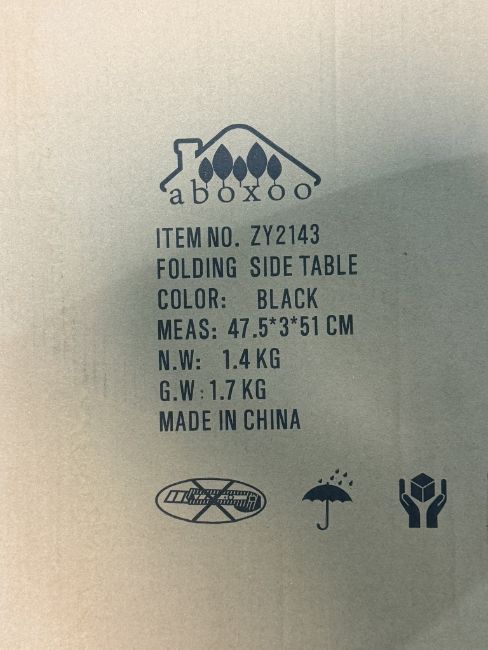 aboxoo
ITEM NO. ZY2143
FOLDING SIDE TABLE
COLOR: BLACK
MEAS: 47.5*3*51 CM
N.W: 1.4 KG
G.W: 1.7 KG
MADE IN CHINA